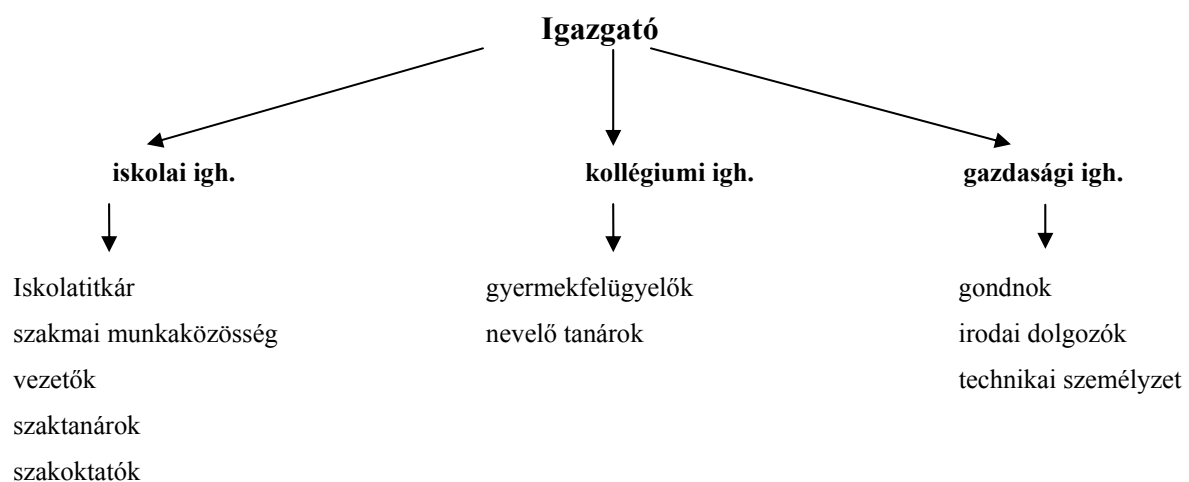 Igazgató
iskolai igh.
kollégiumi igh.
gazdasági igh.
Iskolatitkár
szakmai munkaközösség
vezetők
szaktanárok
szakoktatók
gyermekfelügyelők
nevelő tanárok
gondnok
irodai dolgozók
technikai személyzet